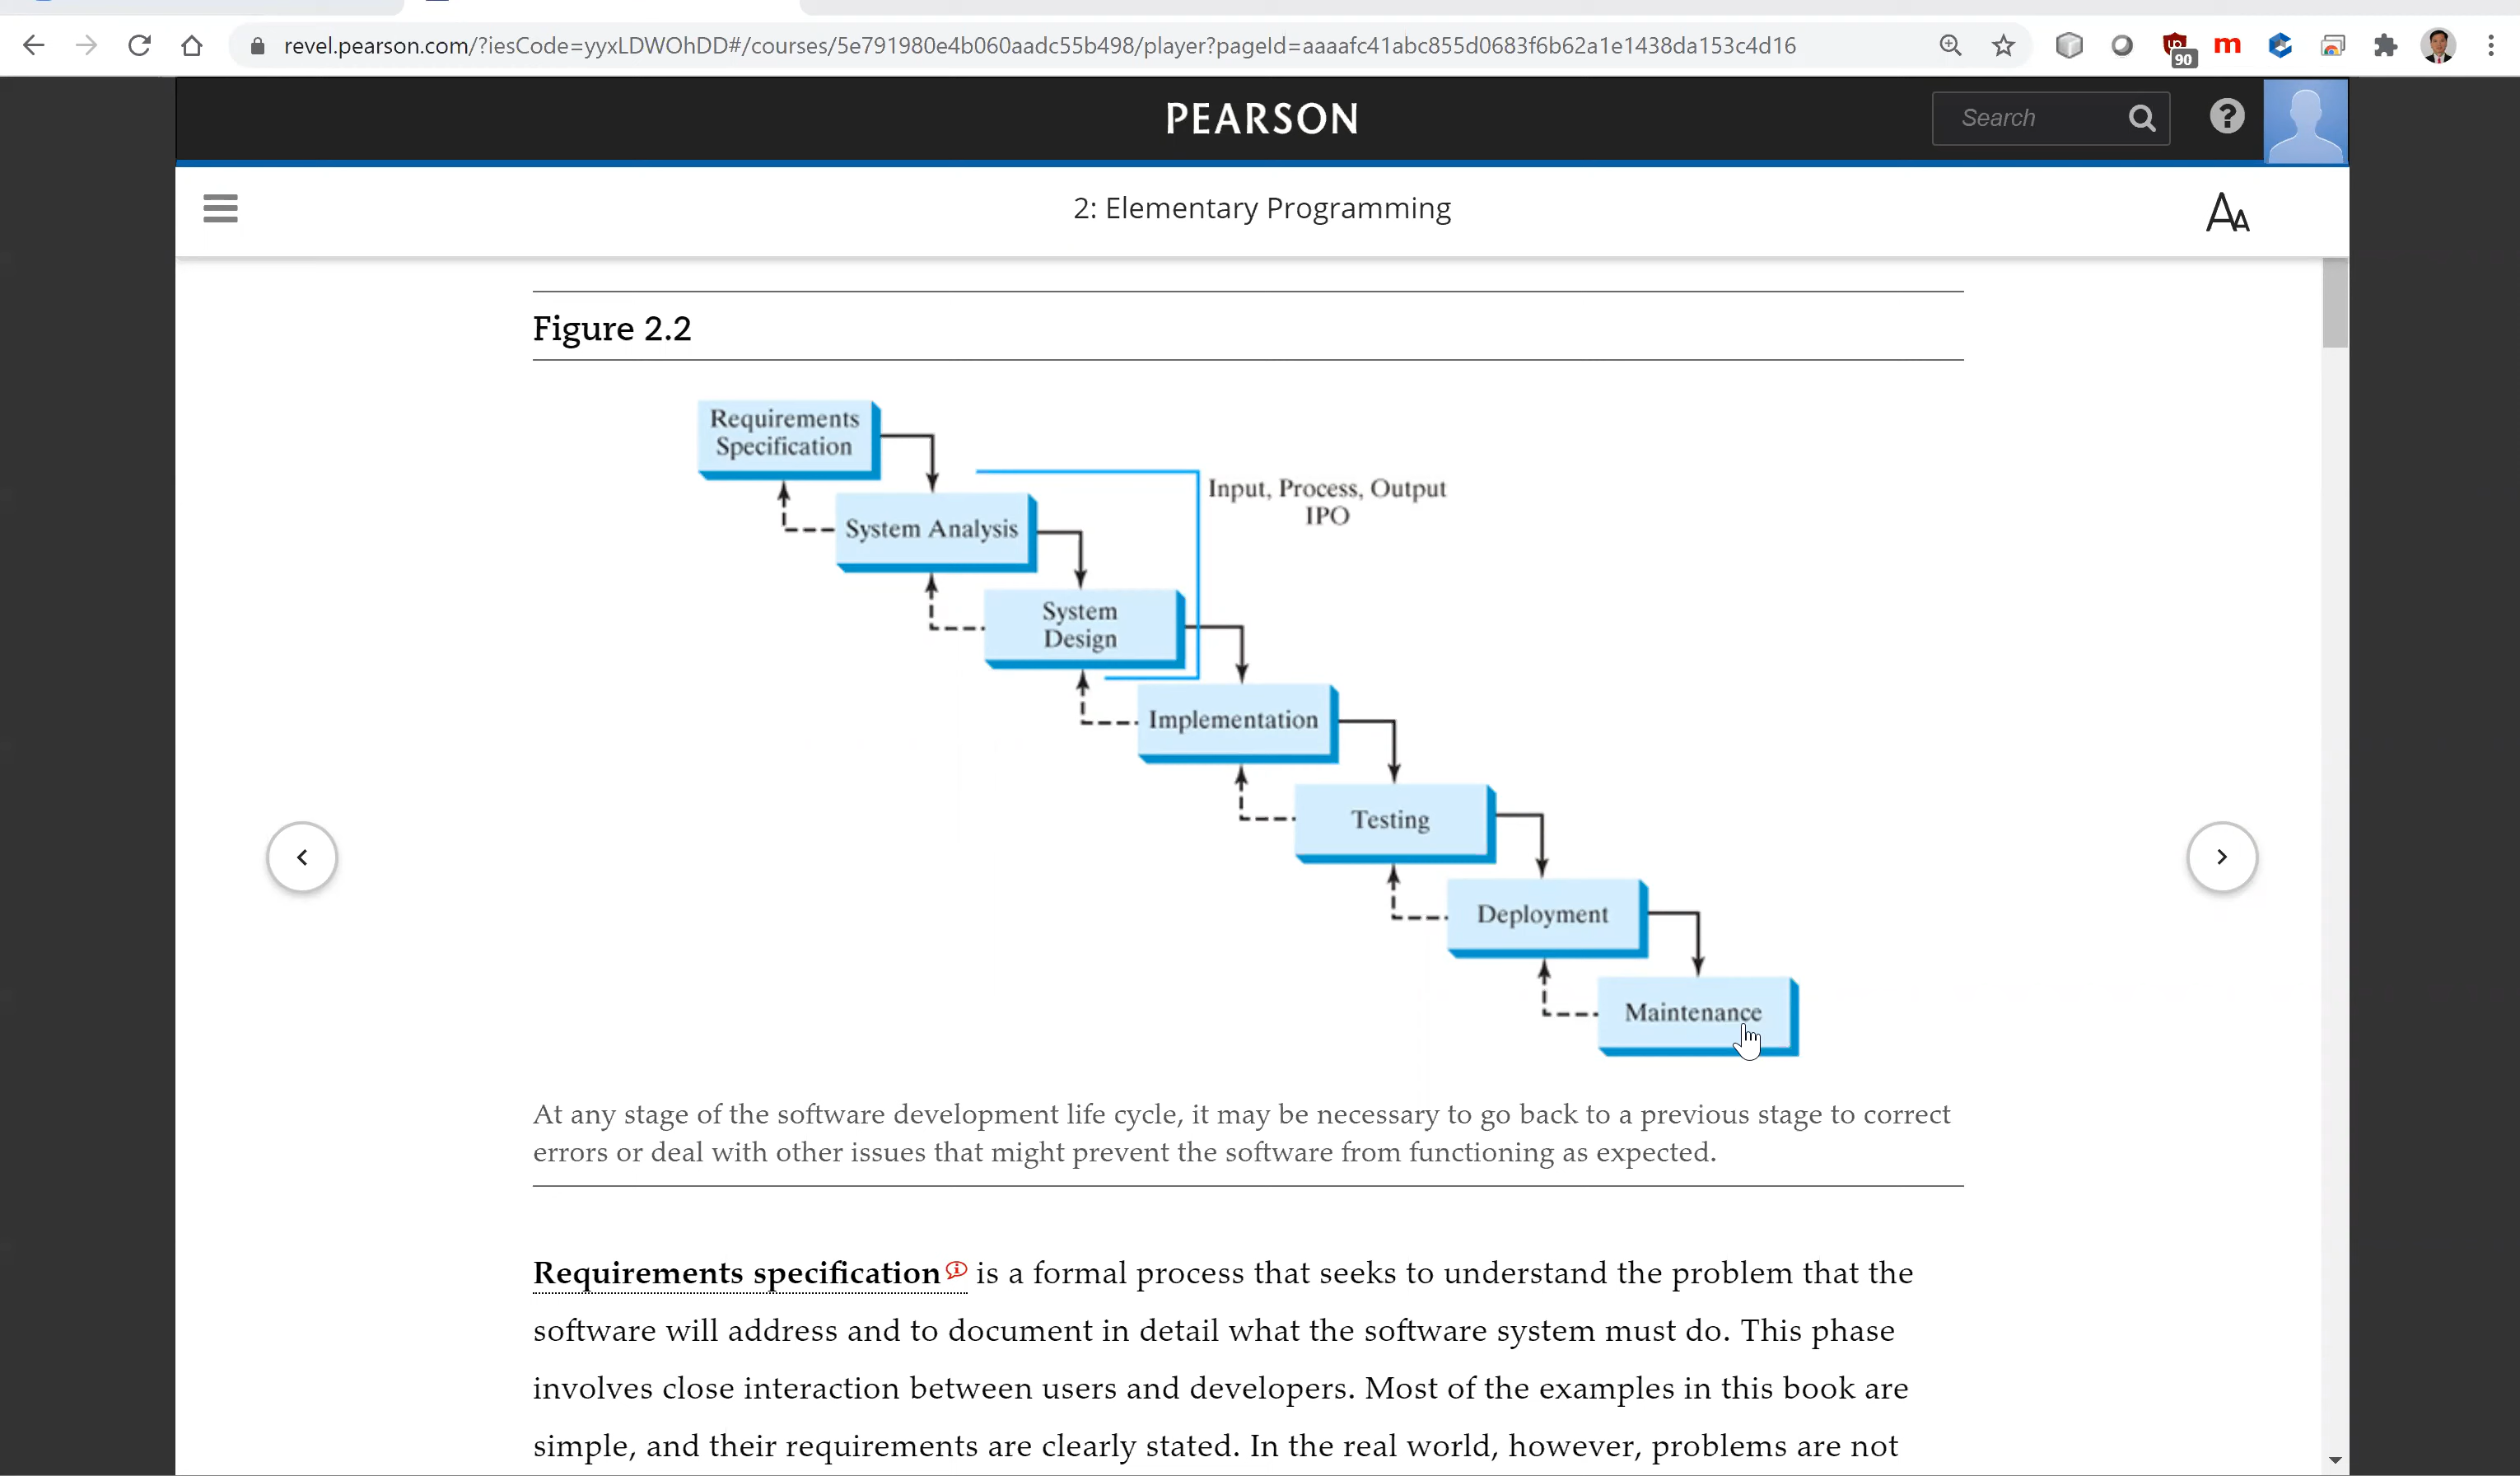 revel.pearson.com/?iesCode=yyxLDWOhDD#/courses/5e791980e4b060aadc55b498/player?pageId=aaaafc41abc855d0683f6b62a1e1438da153c4d16
90
m
PEARSON
Search
?
2: Elementary Programming
AA
Figure 2.2
Requirements
Specification
Input, Process, Output
IPO
System Analysis
System
Design
Implementation
Testing
Deployment
Maintenance
At any stage of the software development life cycle, it may be necessary to go back to a previous stage to correct
errors or deal with other issues that might prevent the software from functioning as expected.
Requirements specification is a formal process that seeks to understand the problem that the
software will address and to document in detail what the software system must do. This phase
involves close interaction between users and developers. Most of the examples in this book are
simple, and their requirements are clearly stated. In the real world, however, problems are not